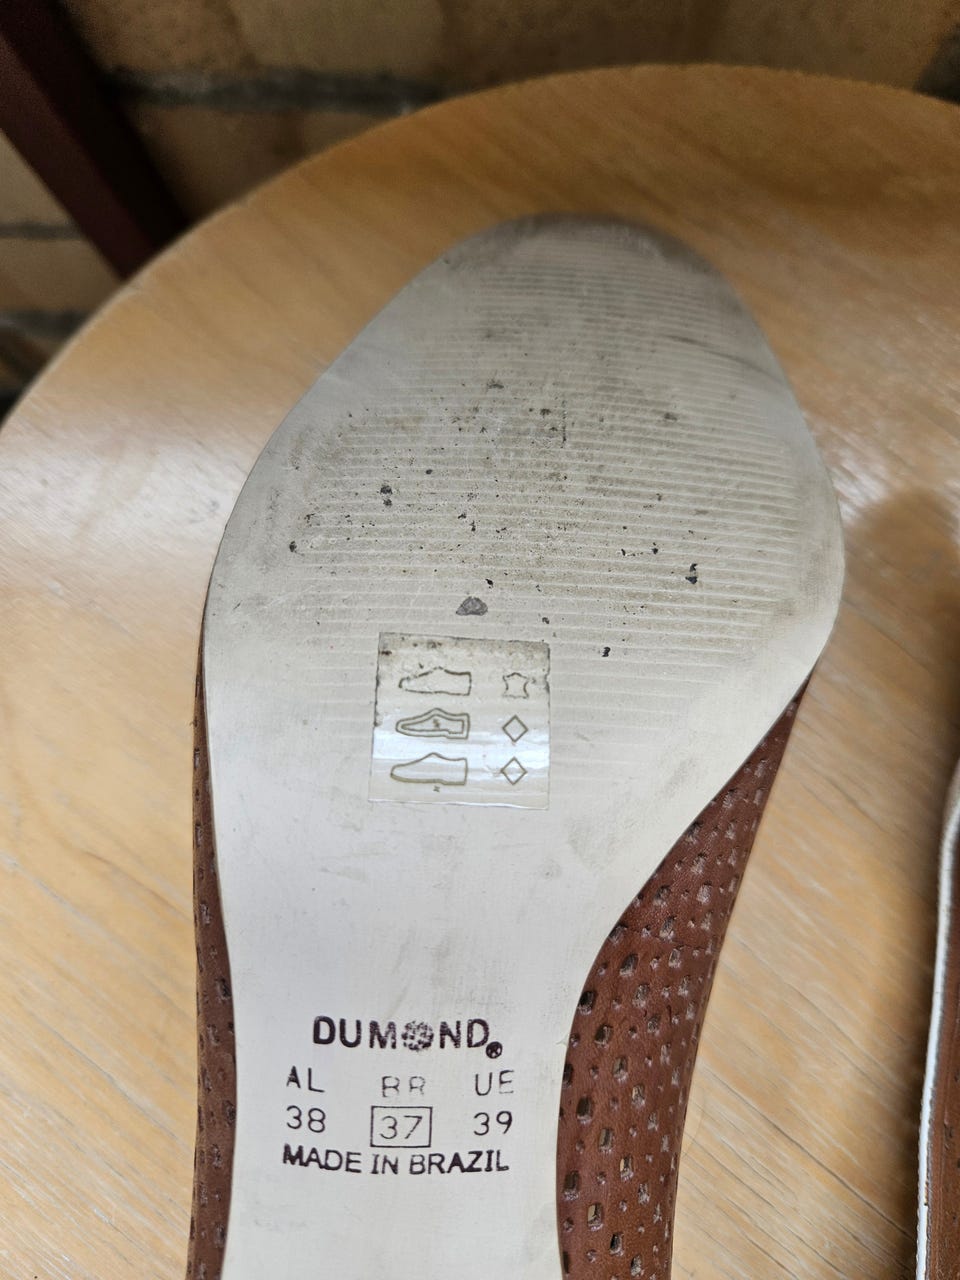 DUMOND®
AL BR UE
38 37 39
MADE IN BRAZIL